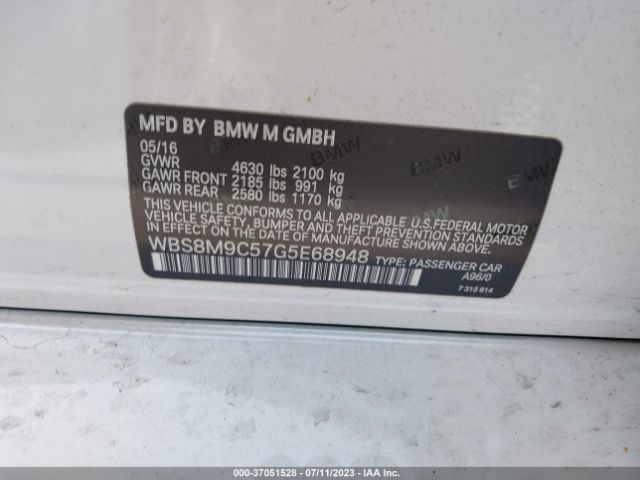 MFD BY BMW M GMBH
05/16
GVWR 4630 lbs 2100 kg
GAWR FRONT 2185 lbs 991 kg
GAWR REAR 2580 lbs 1170 kg
THIS VEHICLE CONFORMS TO ALL APPLICABLE U.S. FEDERAL MOTOR
VEHICLE SAFETY, BUMPER AND THEFT PREVENTION STANDARDS IN
EFFECT ON THE DATE OF MANUFACTURE SHOWN ABOVE.
WBS8M9C57G5E68948 TYPE: PASSENGER CAR
A96/0
7 315 814
BMW
BMW
BMW
000-37051528 - 07/11/2023 - IAA Inc.